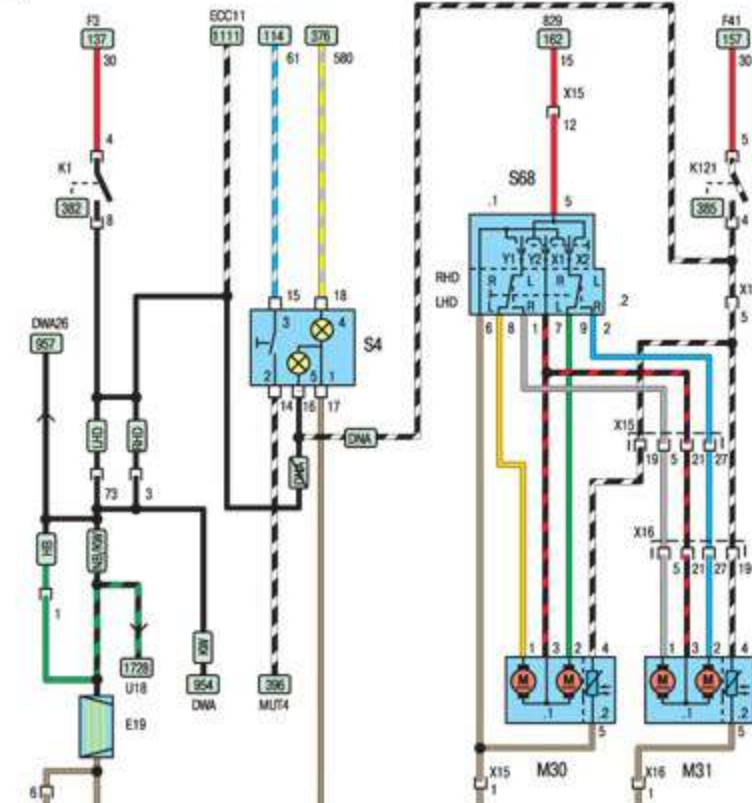 F3 ECC11 829 F41
137 1111 114 376 162 157
30 61 580 15 30
X15
12
4 5
K1 S68 K121
382 .1 5 385
8 4
Y1 Y2 X1 X2
RHD R R L
LHD L R L R .2
15 18 6 8 1 7 9 2 5
DWA26 3 4 S4
957 2 5 1
14 16 17
LHD RHD DNA DNA
X15
19 5 21 27
73 3
X16
5 21 27 19
BH
1
MK
1728 954 396
U18 DWA MUT4
E19
1 3 2 4 1 3 2 4
M M M M
.1 .2 .1 .2
5 5
X15 M30 X16 M31
6 1 1